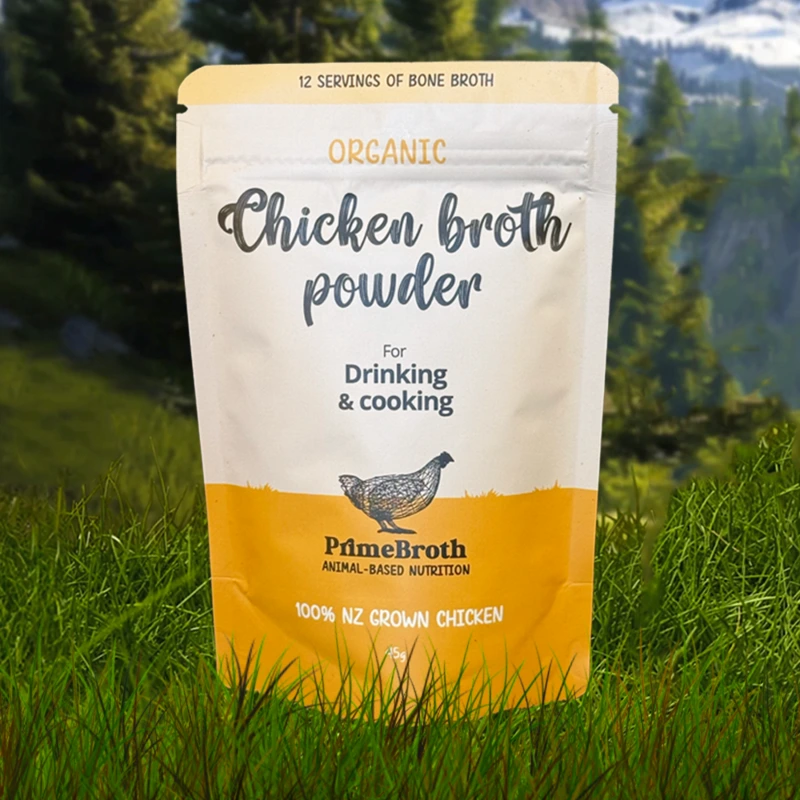 12 SERVINGS OF BONE BROTH
ORGANIC
Chicken broth
powder
For
Drinking
& cooking
PrimeBroth
ANIMAL-BASED NUTRITION
100% NZ GROWN CHICKEN